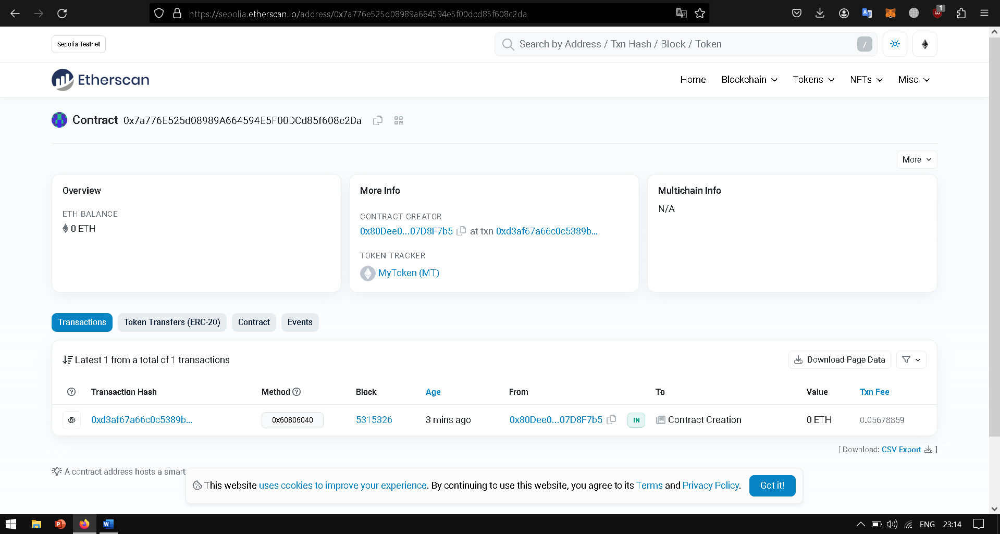 https://sepolia.etherscan.io/address/0x7a776e525d08989a664594e5f00dcd85f608c2da
1
Sepolia Testnet
Search by Address / Txn Hash / Block / Token
/
Etherscan
Home Blockchain Tokens NFTs Misc
Contract 0x7a776E525d08989A664594E5F00DCd85f608c2Da
More
Overview
ETH BALANCE
0 ETH
More Info
CONTRACT CREATOR
0x80Dee0...07D8F7b5 at txn 0xd3af67a66c0c5389b...
TOKEN TRACKER
MyToken (MT)
Multichain Info
N/A
Transactions Token Transfers (ERC-20) Contract Events
Latest 1 from a total of 1 transactions
Download Page Data
Transaction Hash Method Block Age From To Value Txn Fee
0xd3af67a66c0c5389b... 0x60806040 5315326 3 mins ago 0x80Dee0...07D8F7b5 IN Contract Creation 0 ETH 0.05678859
[ Download: CSV Export ]
A contract address hosts a smart
This website uses cookies to improve your experience. By continuing to use this website, you agree to its Terms and Privacy Policy.
Got it!
ENG 23:14